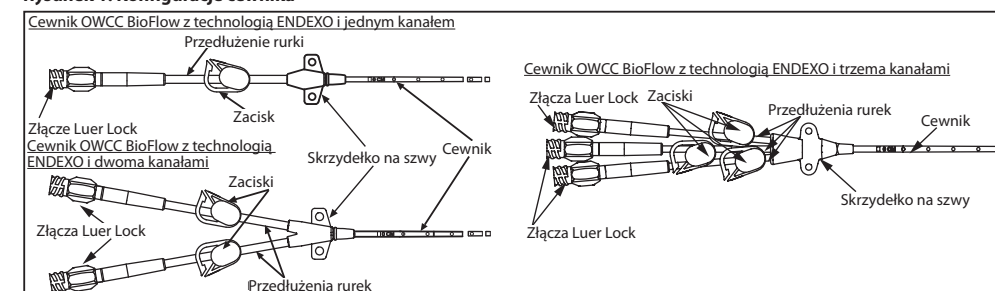 Rysunek 1. Konfiguracje cewnika
Cewnik OWCC BioFlow z technologią ENDEXO i jednym kanałem
Przedłużenie rurki
Zacisk
Złącze Luer Lock
Skrzydełko na szwy
Cewnik
Cewnik OWCC BioFlow z technologią
ENDEXO i dwoma kanałami
Zaciski
Złącza Luer Lock
Przedłużenia rurek
Cewnik OWCC BioFlow z technologią ENDEXO i trzema kanałami
Złącza Luer Lock
Zaciski
Przedłużenia rurek
Cewnik
Skrzydełko na szwy
Złącza Luer Lock